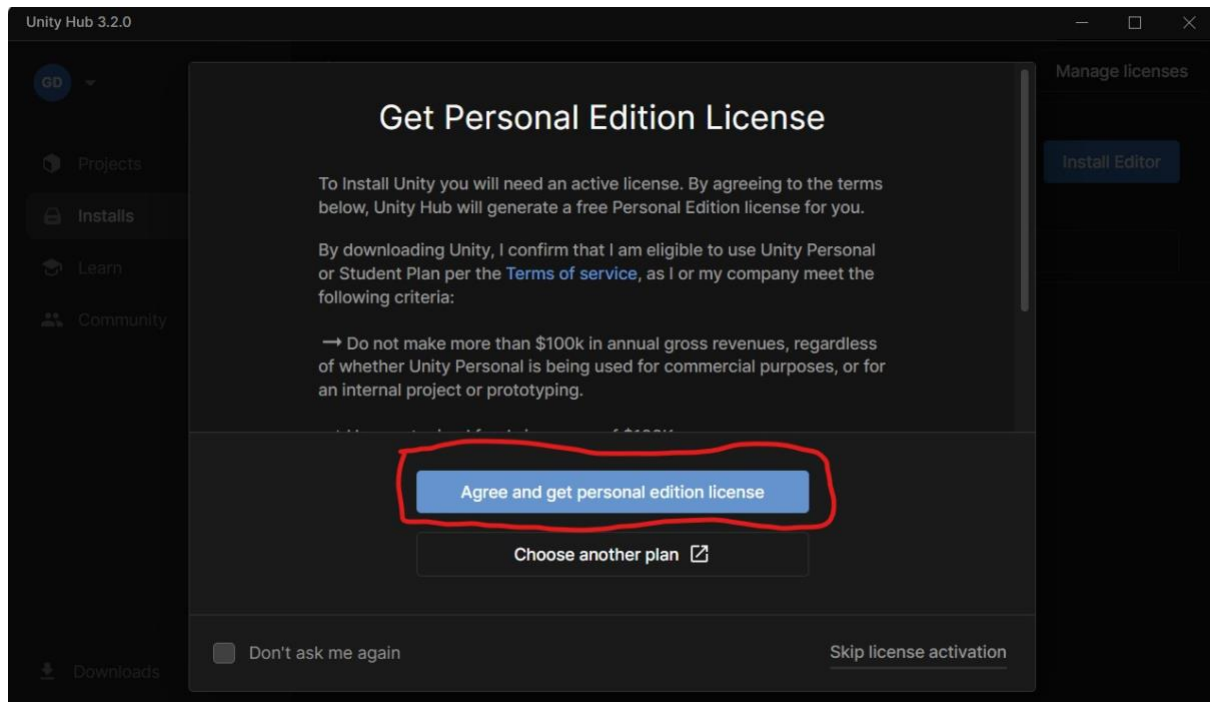 Unity Hub 3.2.0
GD
Manage licenses
Projects
Install Editor
Installs
Learn
Community
Downloads
Get Personal Edition License
To Install Unity you will need an active license. By agreeing to the terms
below, Unity Hub will generate a free Personal Edition license for you.
By downloading Unity, I confirm that I am eligible to use Unity Personal
or Student Plan per the Terms of service, as I or my company meet the
following criteria:
→ Do not make more than $100k in annual gross revenues, regardless
of whether Unity Personal is being used for commercial purposes, or for
an internal project or prototyping.
Agree and get personal edition license
Choose another plan
Don't ask me again
Skip license activation